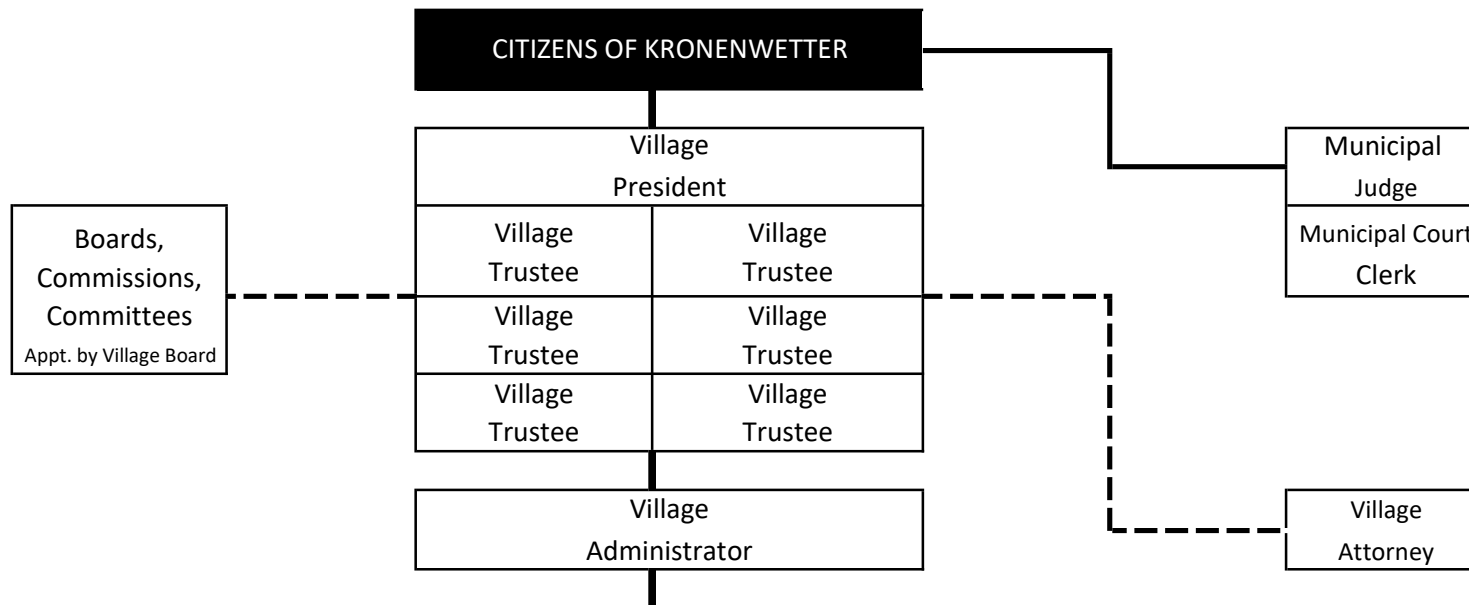 CITIZENS OF KRONENWETTER
Village
President
Municipal
Judge
Municipal Court
Clerk
Boards,
Commissions,
Committees
Appt. by Village Board
Village
Trustee
Village
Trustee
Village
Trustee
Village
Trustee
Village
Trustee
Village
Trustee
Village
Administrator
Village
Attorney